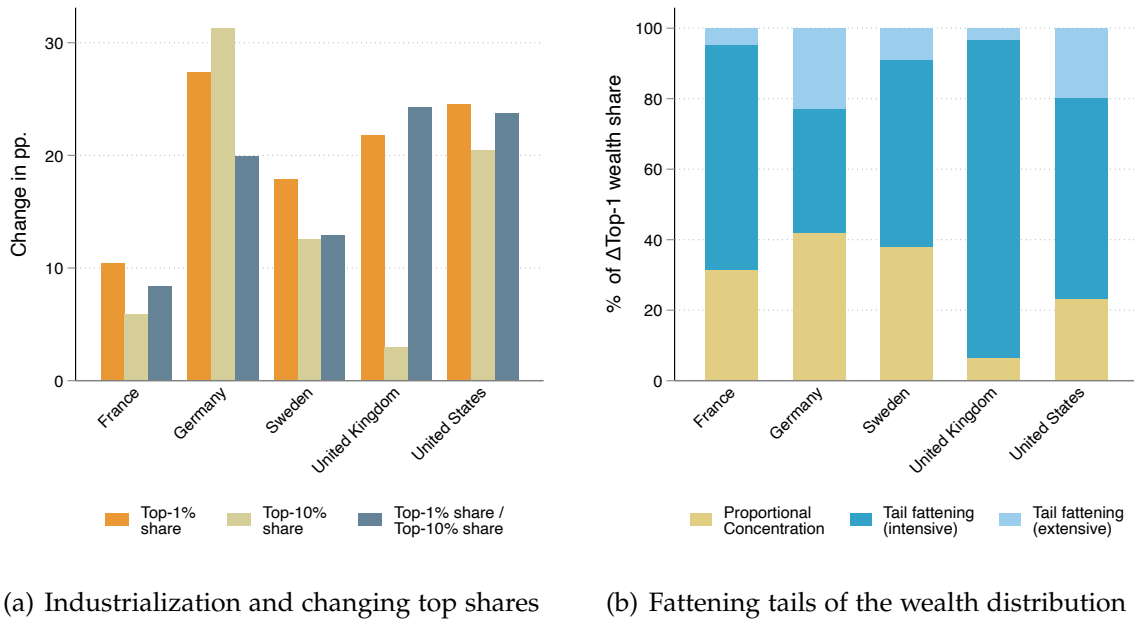 Change in pp.
30
20
10
0
France
Germany
Sweden
United Kingdom
United States
Top-1%
share
Top-10%
share
Top-1% share /
Top-10% share
(a) Industrialization and changing top shares
% of ΔTop-1 wealth share
100
80
60
40
20
0
France
Germany
Sweden
United Kingdom
United States
Proportional
Concentration
Tail fattening
(intensive)
Tail fattening
(extensive)
(b) Fattening tails of the wealth distribution